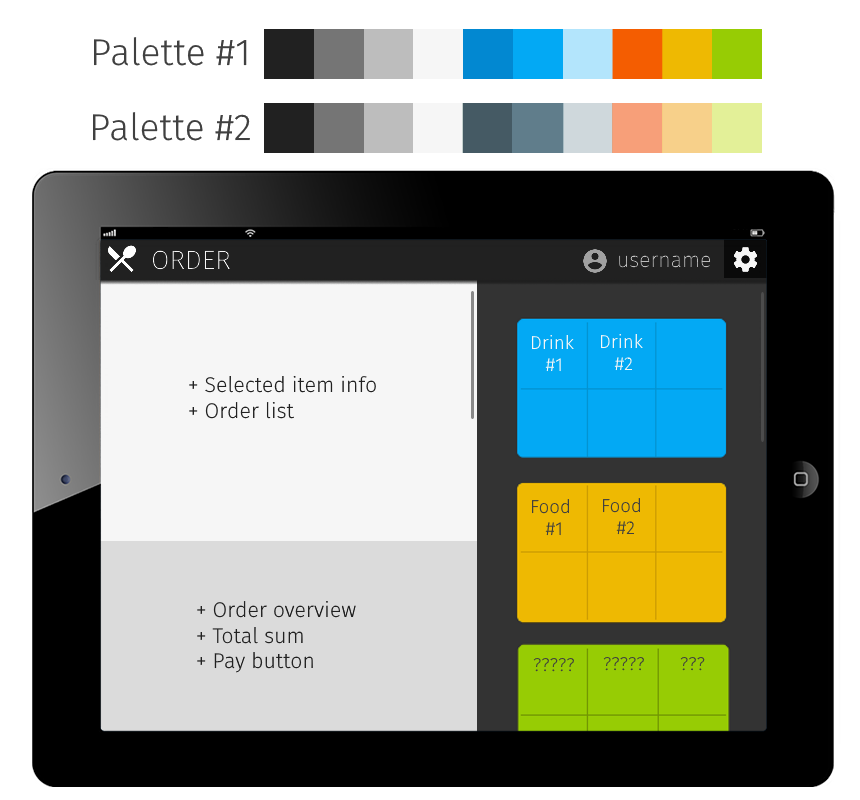 Palette #1
Palette #2
ORDER
username
+ Selected item info
+ Order list
+ Order overview
+ Total sum
+ Pay button
Drink
#1
Drink
#2
Food
#1
Food
#2
?????
?????
???